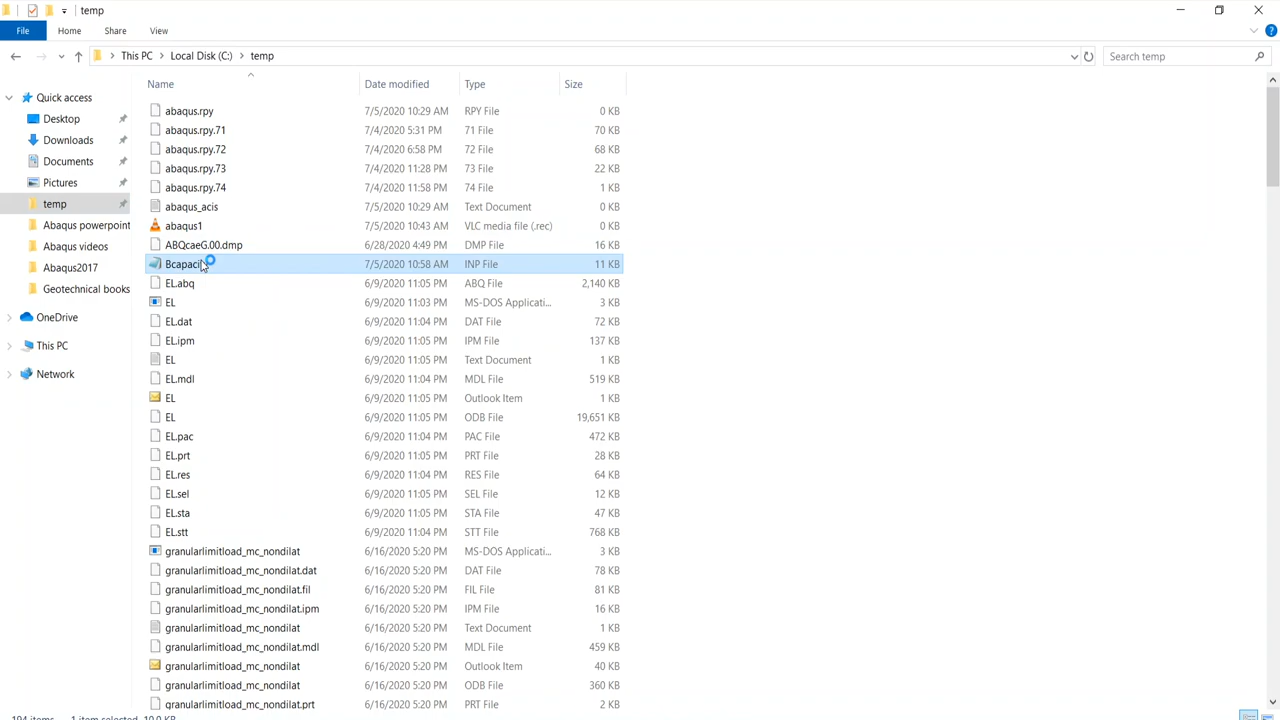 temp
File Home Share View
This PC Local Disk (C:) temp Search temp
Name Date modified Type Size
Quick access
Desktop
Downloads
Documents
Pictures
temp
Abaqus powerpoint
Abaqus videos
Abaqus2017
Geotechnical books
OneDrive
This PC
Network
abaqus.rpy 7/5/2020 10:29 AM RPY File 0 KB
abaqus.rpy.71 7/4/2020 5:31 PM 71 File 70 KB
abaqus.rpy.72 7/4/2020 6:58 PM 72 File 68 KB
abaqus.rpy.73 7/4/2020 11:28 PM 73 File 22 KB
abaqus.rpy.74 7/4/2020 11:58 PM 74 File 1 KB
abaqus_acis 7/5/2020 10:29 AM Text Document 0 KB
abaqus1 7/5/2020 10:43 AM VLC media file (.rec) 0 KB
ABQcaeG.00.dmp 6/28/2020 4:49 PM DMP File 16 KB
Bcapaci 7/5/2020 10:58 AM INP File 11 KB
EL.abq 6/9/2020 11:05 PM ABQ File 2,140 KB
EL 6/9/2020 11:03 PM MS-DOS Applicati... 3 KB
EL.dat 6/9/2020 11:04 PM DAT File 72 KB
EL.ipm 6/9/2020 11:05 PM IPM File 137 KB
EL 6/9/2020 11:05 PM Text Document 1 KB
EL.mdl 6/9/2020 11:04 PM MDL File 519 KB
EL 6/9/2020 11:05 PM Outlook Item 1 KB
EL 6/9/2020 11:05 PM ODB File 19,651 KB
EL.pac 6/9/2020 11:04 PM PAC File 472 KB
EL.prt 6/9/2020 11:05 PM PRT File 28 KB
EL.res 6/9/2020 11:04 PM RES File 64 KB
EL.sel 6/9/2020 11:05 PM SEL File 12 KB
EL.sta 6/9/2020 11:05 PM STA File 47 KB
EL.stt 6/9/2020 11:04 PM STT File 768 KB
granularlimitload_mc_nondilat 6/16/2020 5:20 PM MS-DOS Applicati... 3 KB
granularlimitload_mc_nondilat.dat 6/16/2020 5:20 PM DAT File 78 KB
granularlimitload_mc_nondilat.fil 6/16/2020 5:20 PM FIL File 81 KB
granularlimitload_mc_nondilat.ipm 6/16/2020 5:20 PM IPM File 16 KB
granularlimitload_mc_nondilat 6/16/2020 5:20 PM Text Document 1 KB
granularlimitload_mc_nondilat.mdl 6/16/2020 5:20 PM MDL File 459 KB
granularlimitload_mc_nondilat 6/16/2020 5:20 PM Outlook Item 40 KB
granularlimitload_mc_nondilat 6/16/2020 5:20 PM ODB File 360 KB
granularlimitload_mc_nondilat.prt 6/16/2020 5:20 PM PRT File 2 KB
194 items 1 item selected 10.0 KB